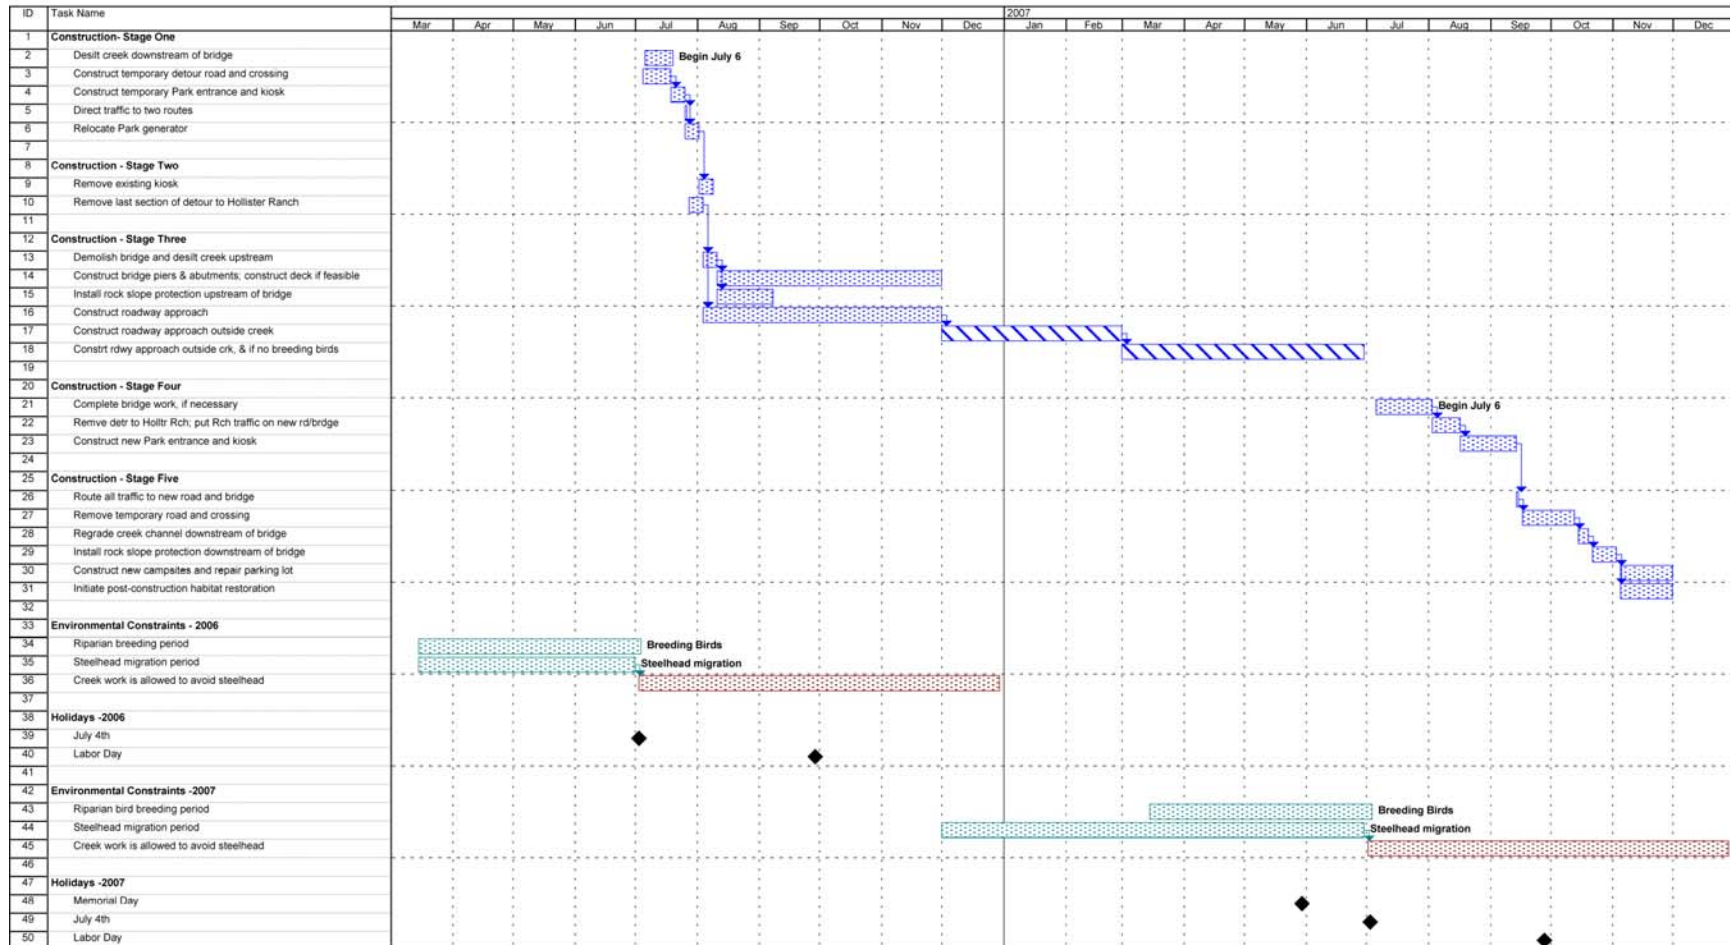 ID Task Name 2007
Mar Apr May Jun Jul Aug Sep Oct Nov Dec Jan Feb Mar Apr May Jun Jul Aug Sep Oct Nov Dec
1 Construction- Stage One
2 Desilt creek downstream of bridge Begin July 6
3 Construct temporary detour road and crossing
4 Construct temporary Park entrance and kiosk
5 Direct traffic to two routes
6 Relocate Park generator
7
8 Construction - Stage Two
9 Remove existing kiosk
10 Remove last section of detour to Hollister Ranch
11
12 Construction - Stage Three
13 Demolish bridge and desilt creek upstream
14 Construct bridge piers & abutments; construct deck if feasible
15 Install rock slope protection upstream of bridge
16 Construct roadway approach
17 Construct roadway approach outside creek
18 Constrt rdwy approach outside crk, & if no breeding birds
19
20 Construction - Stage Four
21 Complete bridge work, if necessary Begin July 6
22 Remve detr to Holltr Rch; put Rch traffic on new rd/brdge
23 Construct new Park entrance and kiosk
24
25 Construction - Stage Five
26 Route all traffic to new road and bridge
27 Remove temporary road and crossing
28 Regrade creek channel downstream of bridge
29 Install rock slope protection downstream of bridge
30 Construct new campsites and repair parking lot
31 Initiate post-construction habitat restoration
32
33 Environmental Constraints - 2006
34 Riparian breeding period Breeding Birds
35 Steelhead migration period Steelhead migration
36 Creek work is allowed to avoid steelhead
37
38 Holidays -2006
39 July 4th
40 Labor Day
41
42 Environmental Constraints -2007
43 Riparian bird breeding period Breeding Birds
44 Steelhead migration period Steelhead migration
45 Creek work is allowed to avoid steelhead
46
47 Holidays -2007
48 Memorial Day
49 July 4th
50 Labor Day